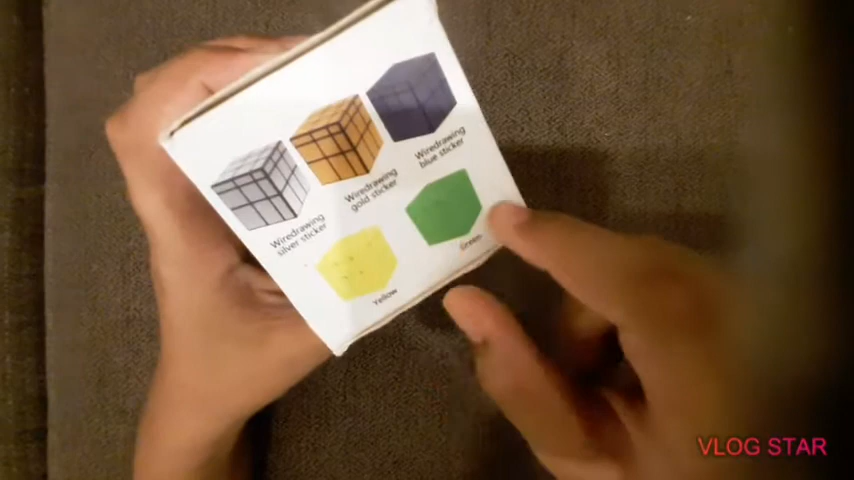 Wiredrawing
silver sticker
Wiredrawing
gold sticker
Wiredrawing
blue sticker
Yellow
Green
VLOG STAR